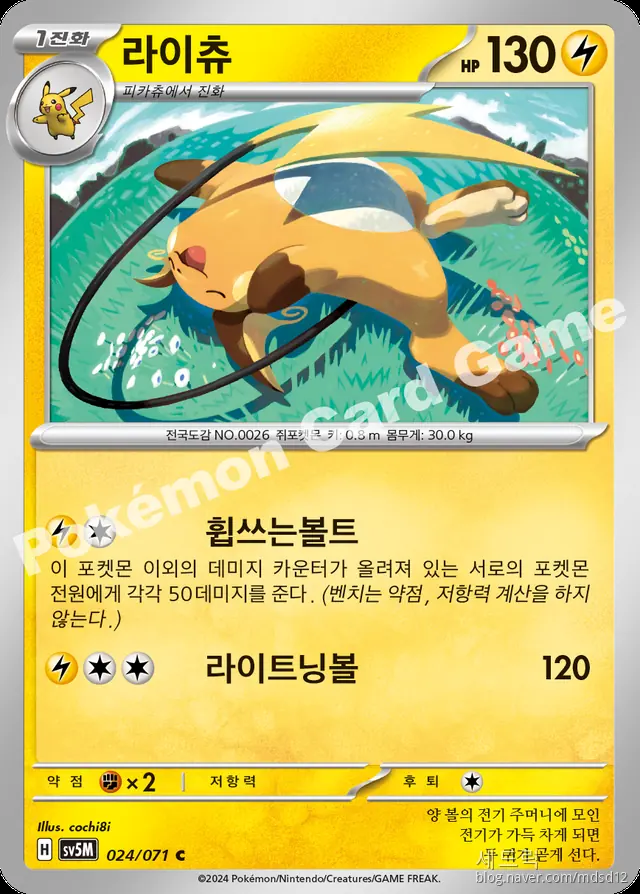 1진화
라이츄
HP 130
피카츄에서 진화
전국도감 NO.0026 쥐포켓몬 키: 0.8 m 몸무게: 30.0 kg
Pokémon Card Game
휩쓰는볼트
이 포켓몬 이외의 데미지 카운터가 올려져 있는 서로의 포켓몬
전원에게 각각 50데미지를 준다. (벤치는 약점, 저항력 계산을 하지
않는다.)
라이트닝볼 120
약점 ×2 저항력 후퇴
Illus. cochi8i
양 볼의 전기 주머니에 모인
전기가 가득 차게 되면
두 귀가 곧게 선다.
H SV5M 024/071 C
blog.naver.com/mdsd12
©2024 Pokémon/Nintendo/Creatures/GAME FREAK.